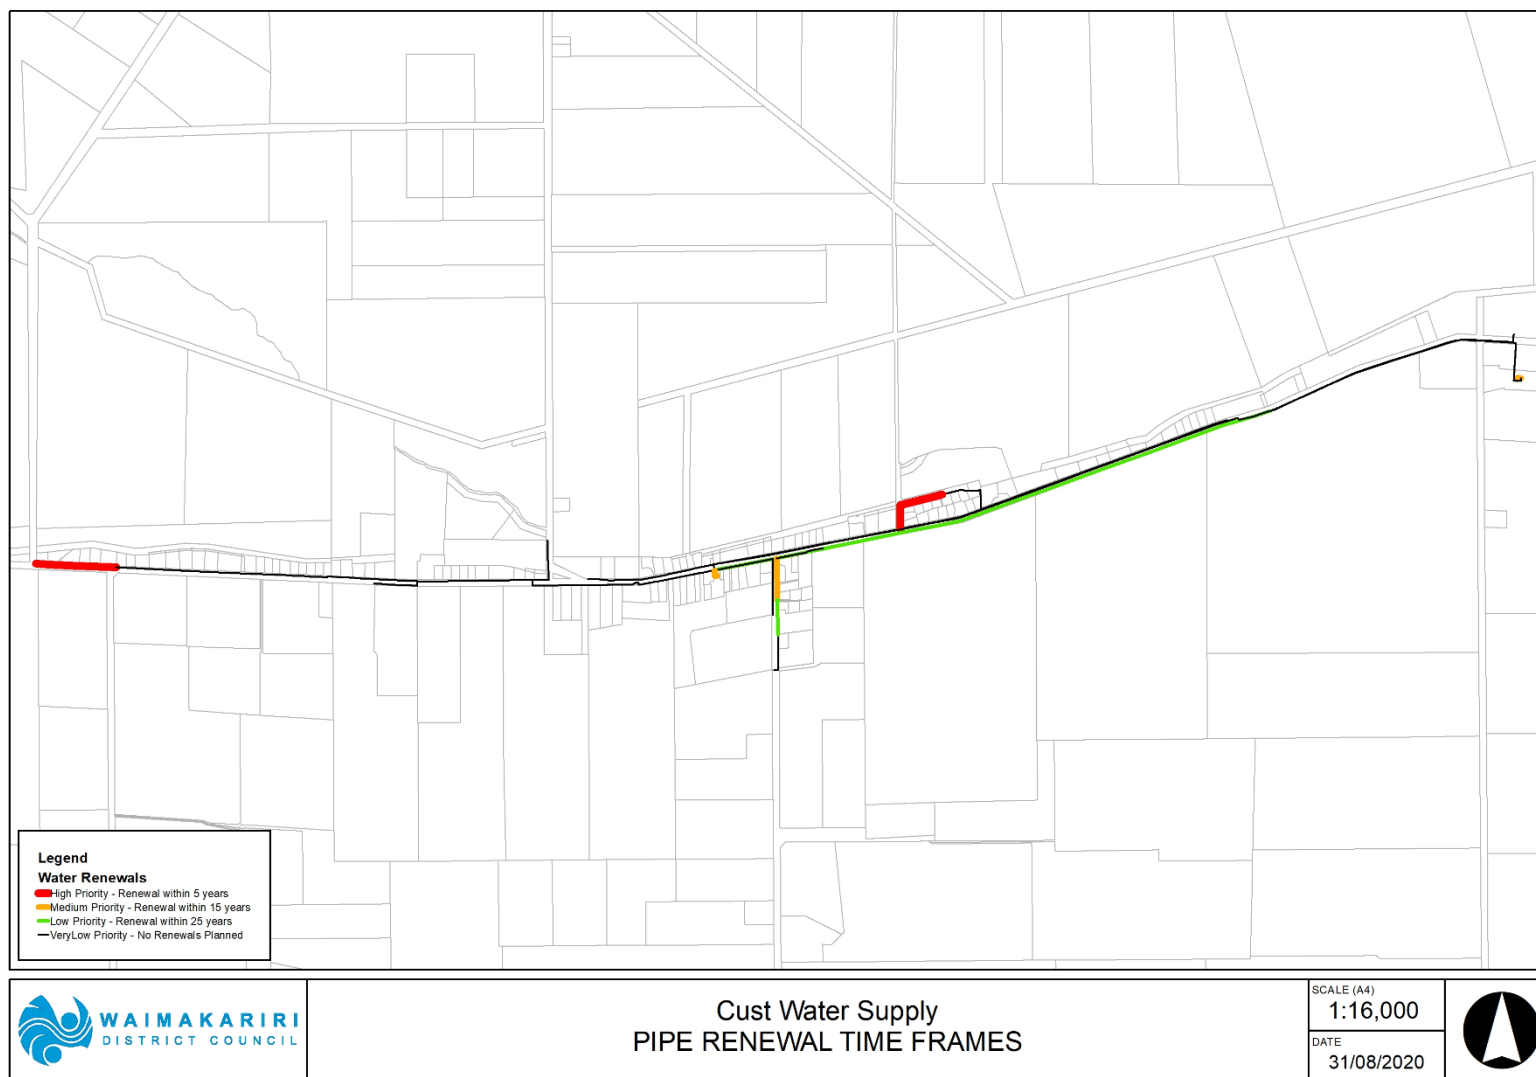 Legend
Water Renewals
High Priority - Renewal within 5 years
Medium Priority - Renewal within 15 years
Low Priority - Renewal within 25 years
VeryLow Priority - No Renewals Planned
WAIMAKARIRI
DISTRICT COUNCIL
Cust Water Supply
PIPE RENEWAL TIME FRAMES
SCALE (A4)
1:16,000
DATE
31/08/2020